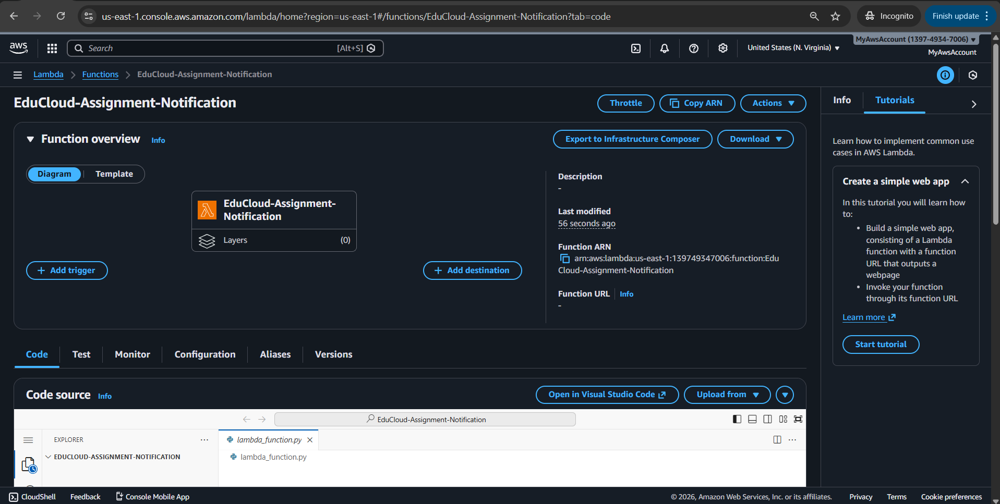 us-east-1.console.aws.amazon.com/lambda/home?region=us-east-1#/functions/EduCloud-Assignment-Notification?tab=code
Incognito
Finish update
aws
Search
[Alt+S]
United States (N. Virginia)
MyAwsAccount (1397-4934-7006)
MyAwsAccount
Lambda
Functions
EduCloud-Assignment-Notification
EduCloud-Assignment-Notification
Throttle
Copy ARN
Actions
Function overview
Info
Export to Infrastructure Composer
Download
Diagram
Template
EduCloud-Assignment-
Notification
Layers
(0)
+ Add trigger
+ Add destination
Description
-
Last modified
56 seconds ago
Function ARN
arn:aws:lambda:us-east-1:139749347006:function:Edu
Cloud-Assignment-Notification
Function URL
Info
-
Info
Tutorials
Learn how to implement common use
cases in AWS Lambda.
Create a simple web app
In this tutorial you will learn how
to:
• Build a simple web app,
consisting of a Lambda
function with a function
URL that outputs a
webpage
• Invoke your function
through its function URL
Learn more
Start tutorial
Code
Test
Monitor
Configuration
Aliases
Versions
Code source
Info
Open in Visual Studio Code
Upload from
EduCloud-Assignment-Notification
EXPLORER
EDUCLOUD-ASSIGNMENT-NOTIFICATION
lambda_function.py
lambda_function.py
CloudShell
Feedback
Console Mobile App
© 2026, Amazon Web Services, Inc. or its affiliates.
Privacy
Terms
Cookie preferences